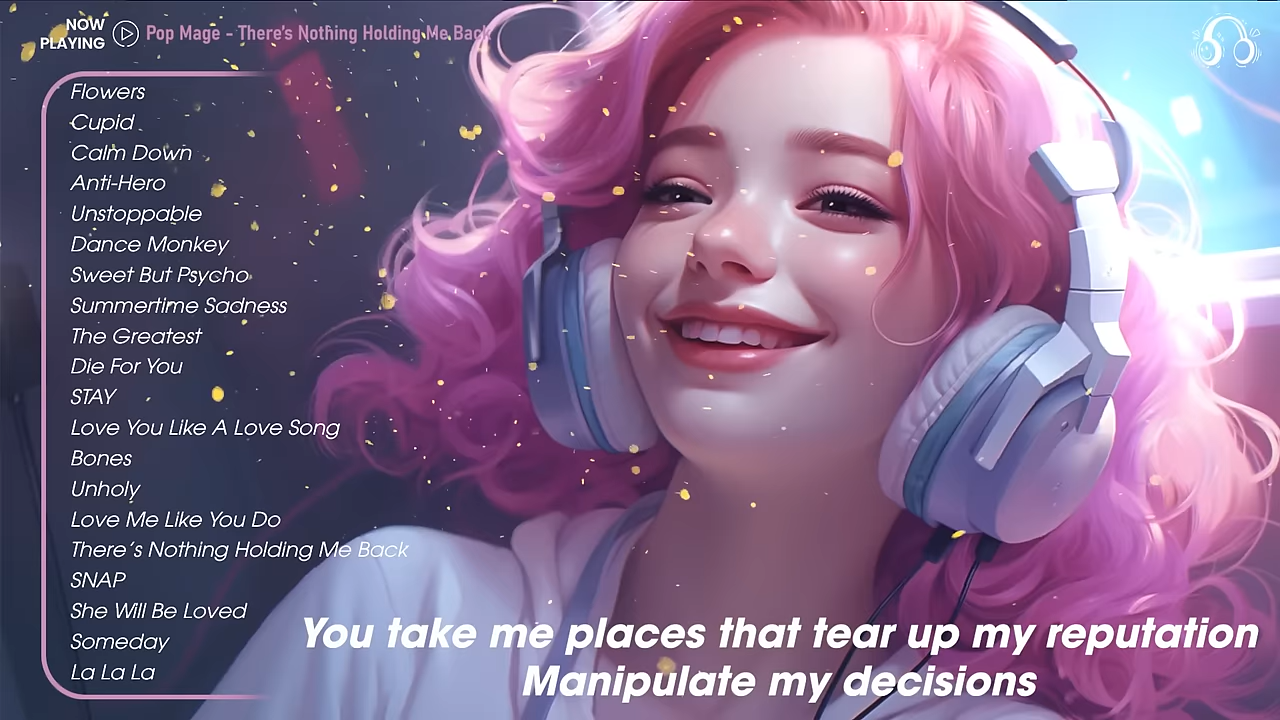 NOW
PLAYING
Pop Mage - There's Nothing Holding Me Back
Flowers
Cupid
Calm Down
Anti-Hero
Unstoppable
Dance Monkey
Sweet But Psycho
Summertime Sadness
The Greatest
Die For You
STAY
Love You Like A Love Song
Bones
Unholy
Love Me Like You Do
There´s Nothing Holding Me Back
SNAP
She Will Be Loved
Someday
La La La
You take me places that tear up my reputation
Manipulate my decisions